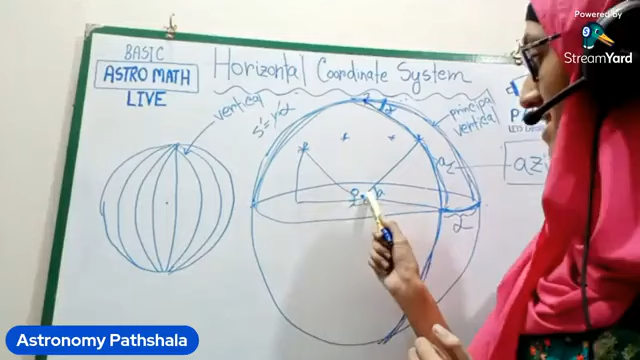 Powered by
StreamYard
BASIC
ASTRO MATH
LIVE
Horizontal Coordinate System
vertical
principal
vertical
az
az
α
Astronomy Pathshala